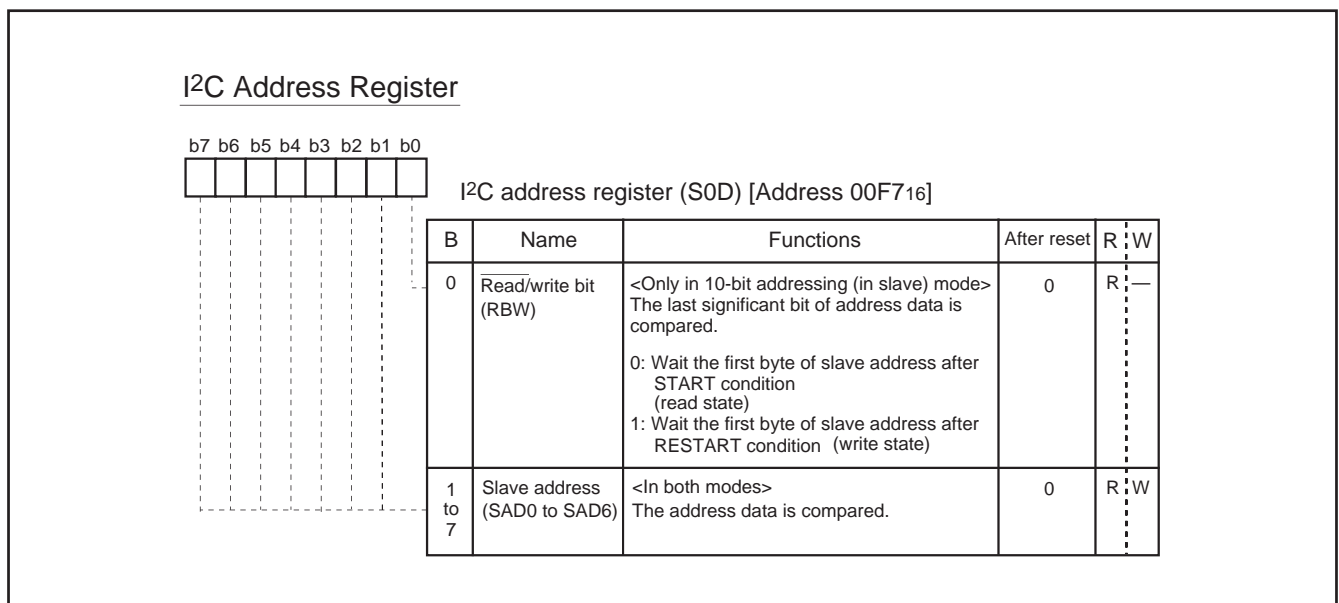 I2C Address Register
b7 b6 b5 b4 b3 b2 b1 b0
I2C address register (S0D) [Address 00F716]
B Name Functions After reset R W
0 Read/write bit (RBW) <Only in 10-bit addressing (in slave) mode> 0 R —
The last significant bit of address data is
compared.
0: Wait the first byte of slave address after
START condition
(read state)
1: Wait the first byte of slave address after
RESTART condition (write state)
1 to 7 Slave address (SAD0 to SAD6) <In both modes> 0 R W
The address data is compared.